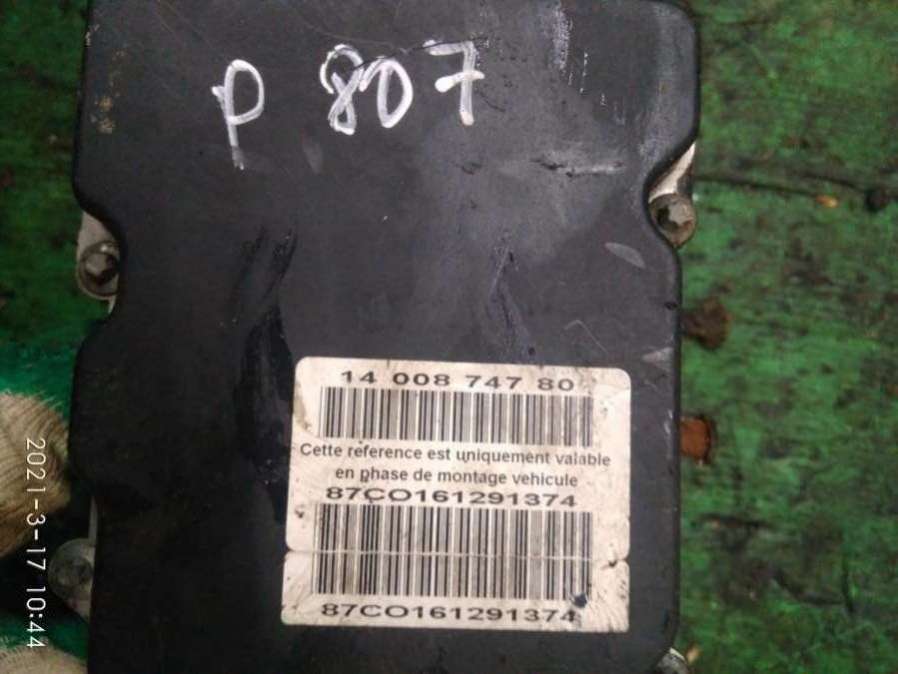 P 807
14 008 747 80
Cette reference est uniquement valable
en phase de montage vehicule
87CO161291374
87CO161291374
2021-3-17 10:44